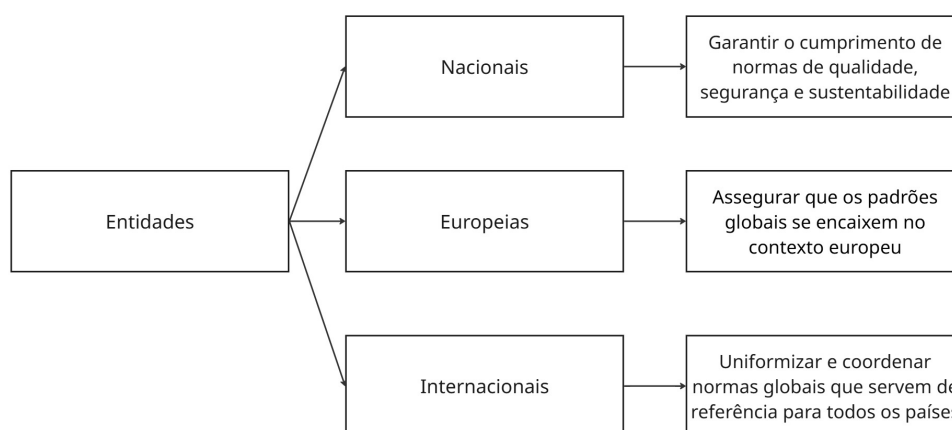 Nacionais
Garantir o cumprimento de
normas de qualidade,
segurança e sustentabilidade
Entidades
Europeias
Assegurar que os padrões
globais se encaixem no
contexto europeu
Internacionais
Uniformizar e coordenar
normas globais que servem de
referência para todos os paíse